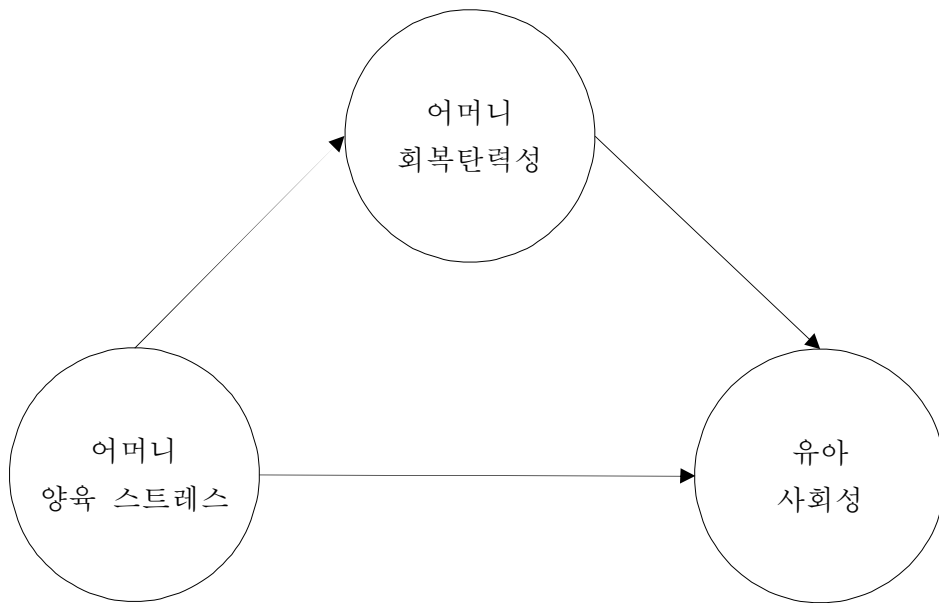 어머니
회복탄력성
어머니
양육 스트레스
유아
사회성